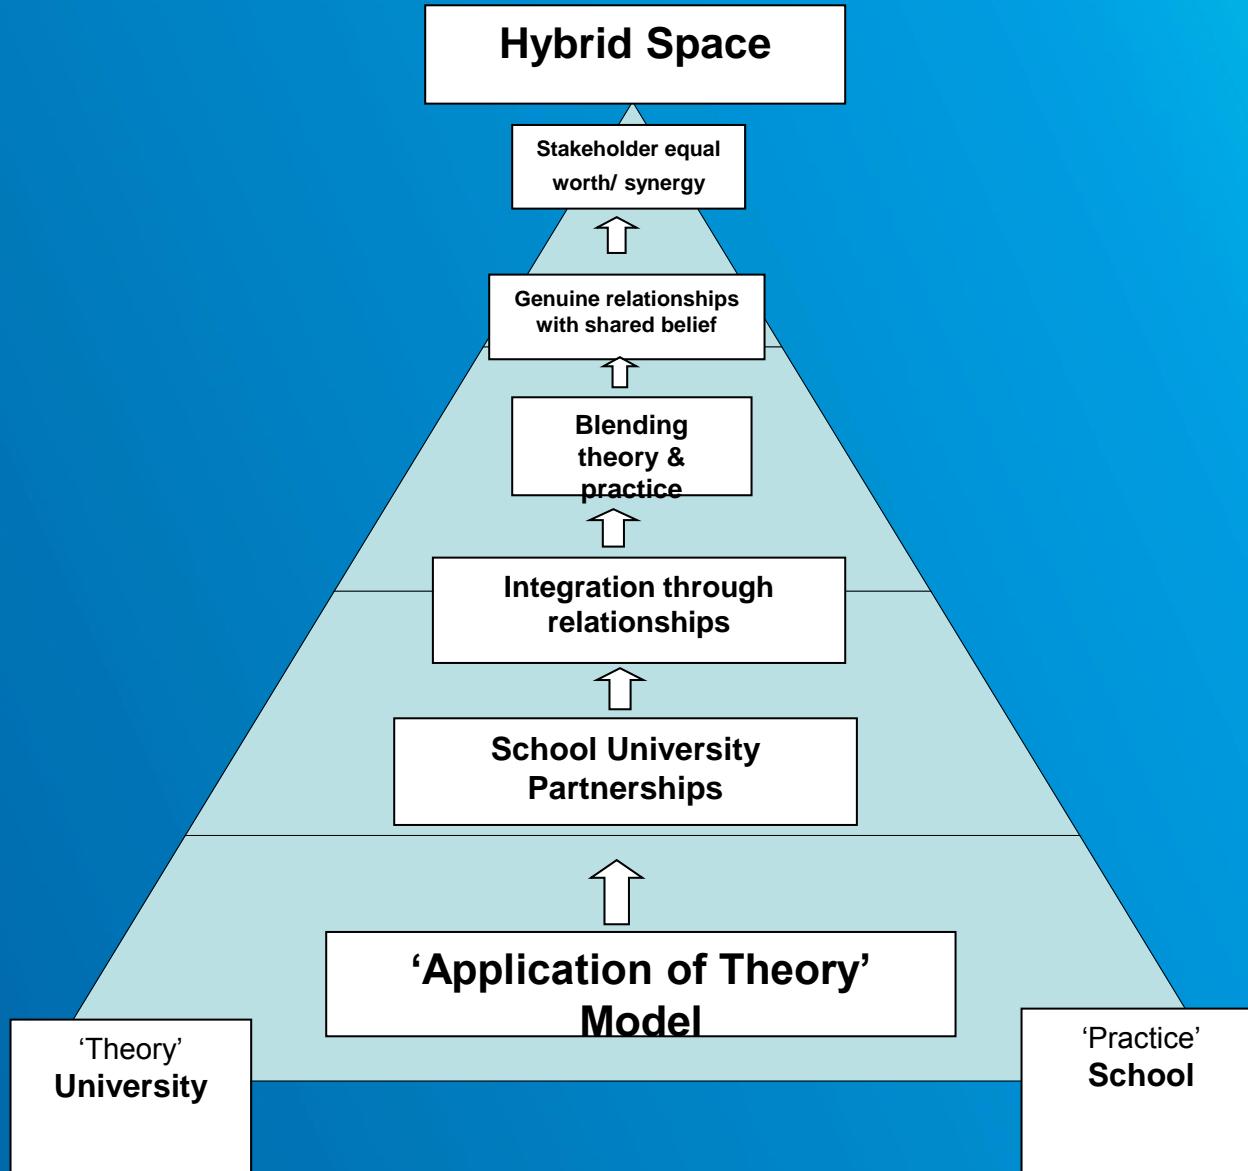 Hybrid Space
Stakeholder equal
worth/ synergy
Genuine relationships
with shared belief
Blending
theory &
practice
Integration through
relationships
School University
Partnerships
‘Application of Theory’
Model
‘Theory’
University
‘Practice’
School